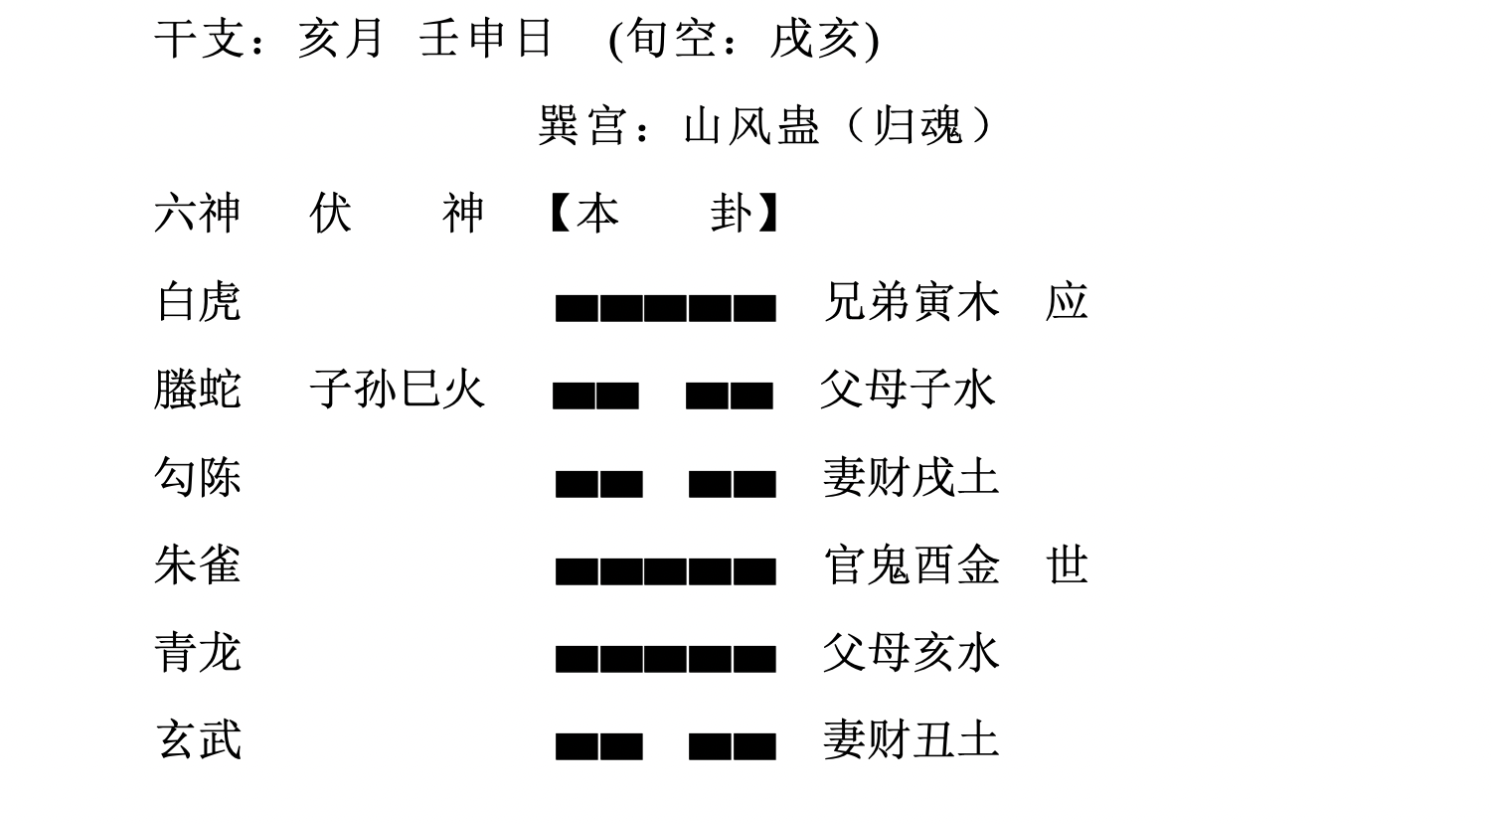 干支：亥月 壬申日 (旬空：戌亥)
巽宫：山风蛊（归魂）
六神 伏 神 【本 卦】
白虎 兄弟寅木 应
螣蛇 子孙巳火 父母子水
勾陈 妻财戌土
朱雀 官鬼酉金 世
青龙 父母亥水
玄武 妻财丑土